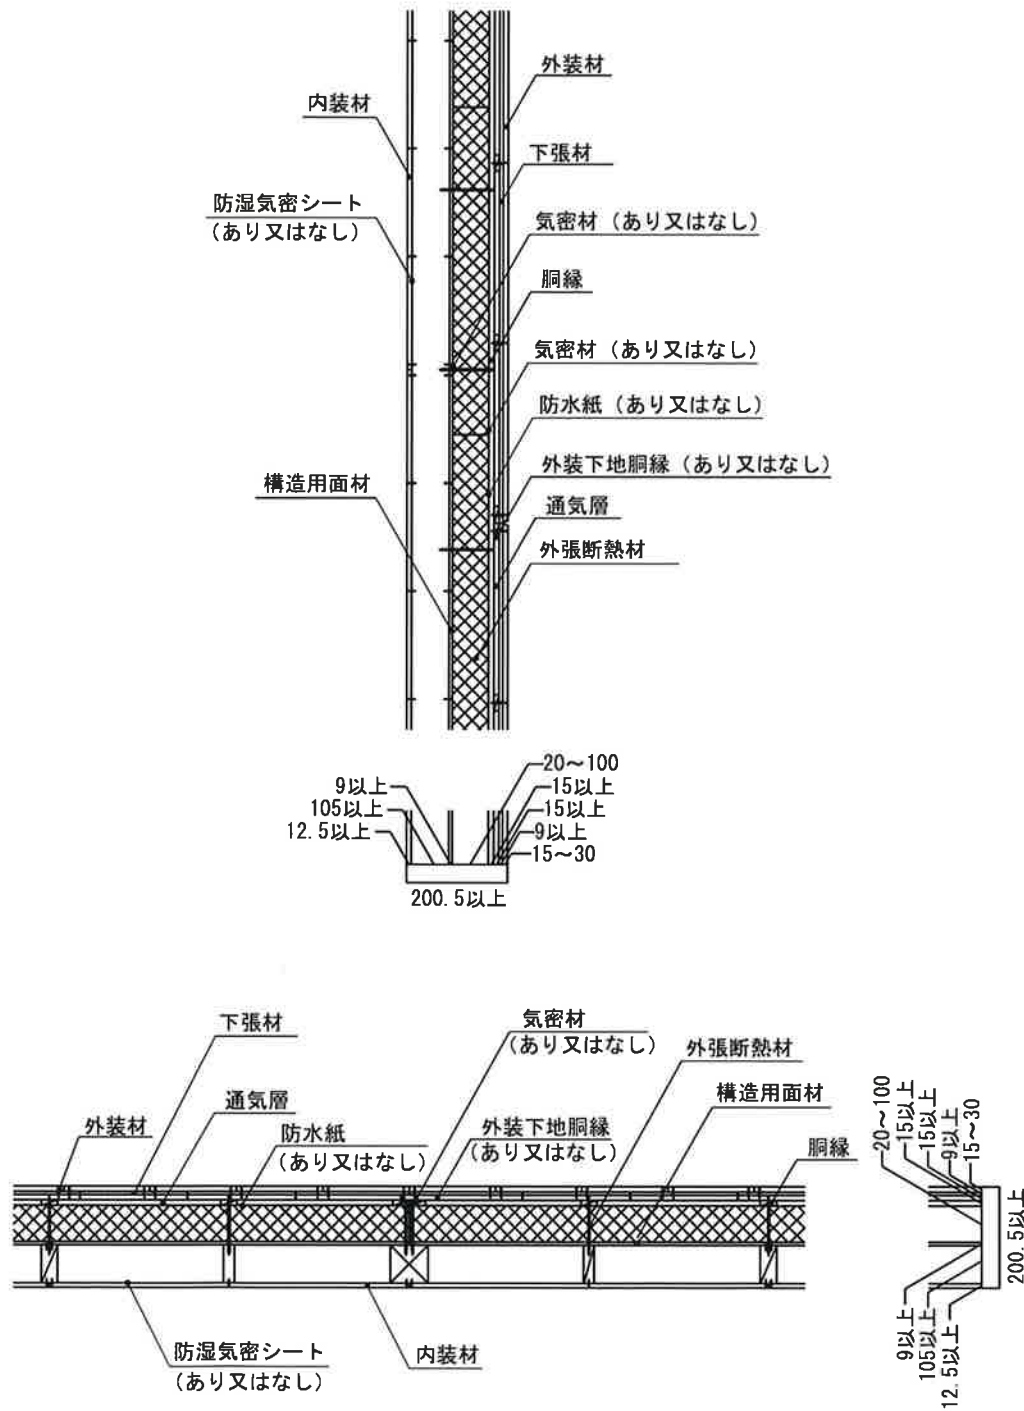 外装材
内装材
下張材
防湿気密シート
(あり又はなし)
気密材 (あり又はなし)
胴縁
気密材 (あり又はなし)
防水紙 (あり又はなし)
外装下地胴縁 (あり又はなし)
構造用面材
通気層
外張断熱材
20～100
9以上
15以上
105以上
15以上
12.5以上
9以上
15～30
200.5以上
下張材
気密材
(あり又はなし)
外張断熱材
構造用面材
通気層
外装材
防水紙
(あり又はなし)
外装下地胴縁
(あり又はなし)
胴縁
20～100
15以上
15以上
9以上
15～30
200.5以上
9以上
105以上
12.5以上
防湿気密シート
(あり又はなし)
内装材